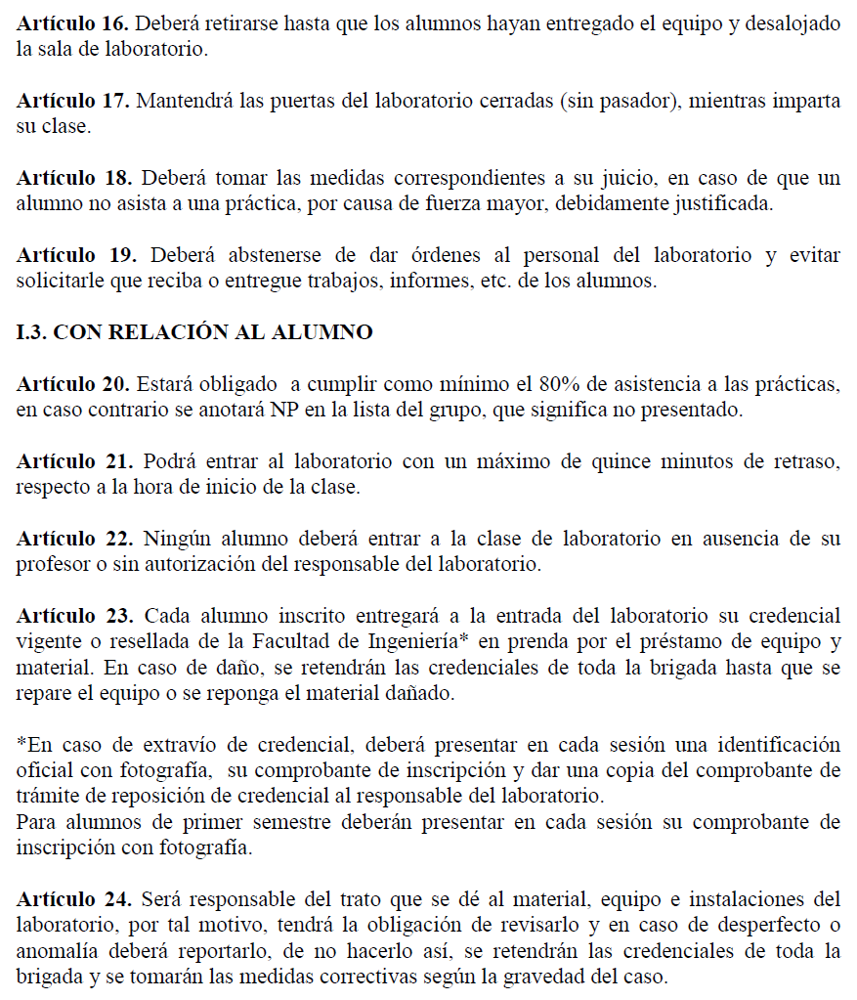 Artículo 16. Deberá retirarse hasta que los alumnos hayan entregado el equipo y desalojado
la sala de laboratorio.
Artículo 17. Mantendrá las puertas del laboratorio cerradas (sin pasador), mientras imparta
su clase.
Artículo 18. Deberá tomar las medidas correspondientes a su juicio, en caso de que un
alumno no asista a una práctica, por causa de fuerza mayor, debidamente justificada.
Artículo 19. Deberá abstenerse de dar órdenes al personal del laboratorio y evitar
solicitarle que reciba o entregue trabajos, informes, etc. de los alumnos.
I.3. CON RELACIÓN AL ALUMNO
Artículo 20. Estará obligado a cumplir como mínimo el 80% de asistencia a las prácticas,
en caso contrario se anotará NP en la lista del grupo, que significa no presentado.
Artículo 21. Podrá entrar al laboratorio con un máximo de quince minutos de retraso,
respecto a la hora de inicio de la clase.
Artículo 22. Ningún alumno deberá entrar a la clase de laboratorio en ausencia de su
profesor o sin autorización del responsable del laboratorio.
Artículo 23. Cada alumno inscrito entregará a la entrada del laboratorio su credencial
vigente o resellada de la Facultad de Ingeniería* en prenda por el préstamo de equipo y
material. En caso de daño, se retendrán las credenciales de toda la brigada hasta que se
repare el equipo o se reponga el material dañado.
*En caso de extravío de credencial, deberá presentar en cada sesión una identificación
oficial con fotografía, su comprobante de inscripción y dar una copia del comprobante de
trámite de reposición de credencial al responsable del laboratorio.
Para alumnos de primer semestre deberán presentar en cada sesión su comprobante de
inscripción con fotografía.
Artículo 24. Será responsable del trato que se dé al material, equipo e instalaciones del
laboratorio, por tal motivo, tendrá la obligación de revisarlo y en caso de desperfecto o
anomalía deberá reportarlo, de no hacerlo así, se retendrán las credenciales de toda la
brigada y se tomarán las medidas correctivas según la gravedad del caso.